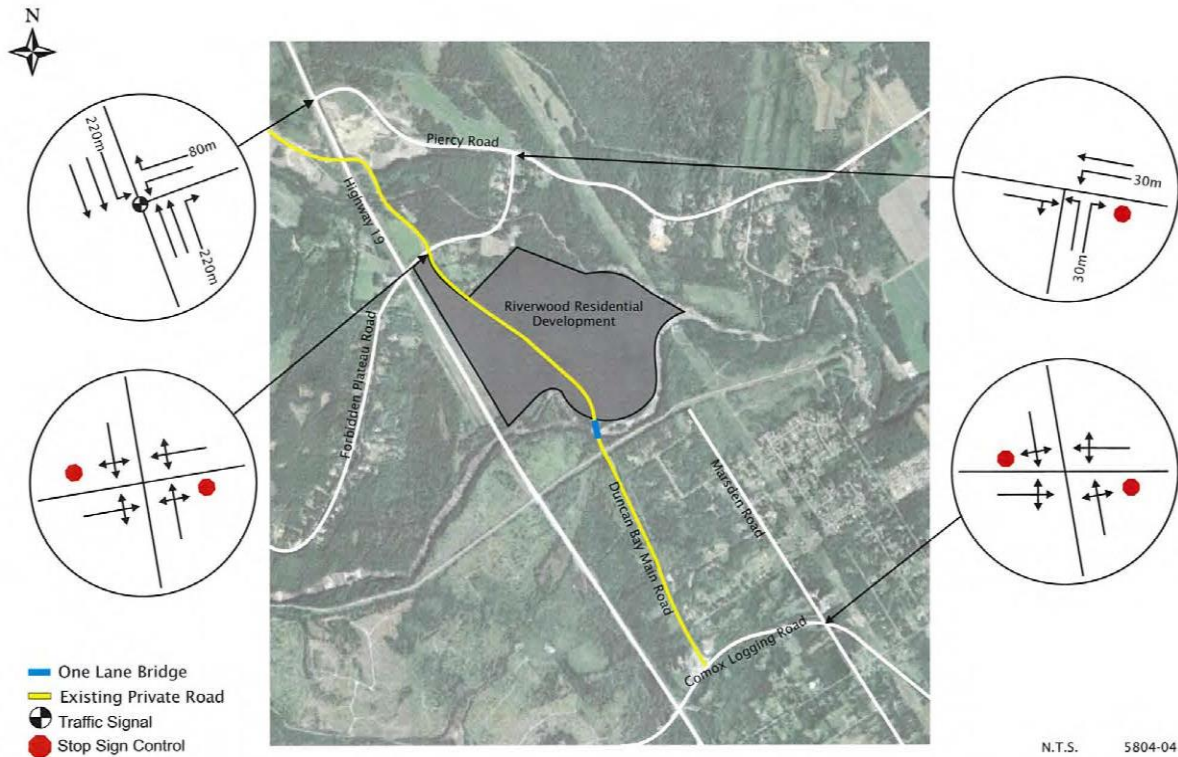 N
220m
80m
220m
Piercy Road
30m
30m
Highway 19
Riverwood Residential
Development
Forbidden Plateau Road
Marsden Road
Duncan Bay Main Road
Comox Logging Road
One Lane Bridge
Existing Private Road
Traffic Signal
Stop Sign Control
N.T.S.
5804-04